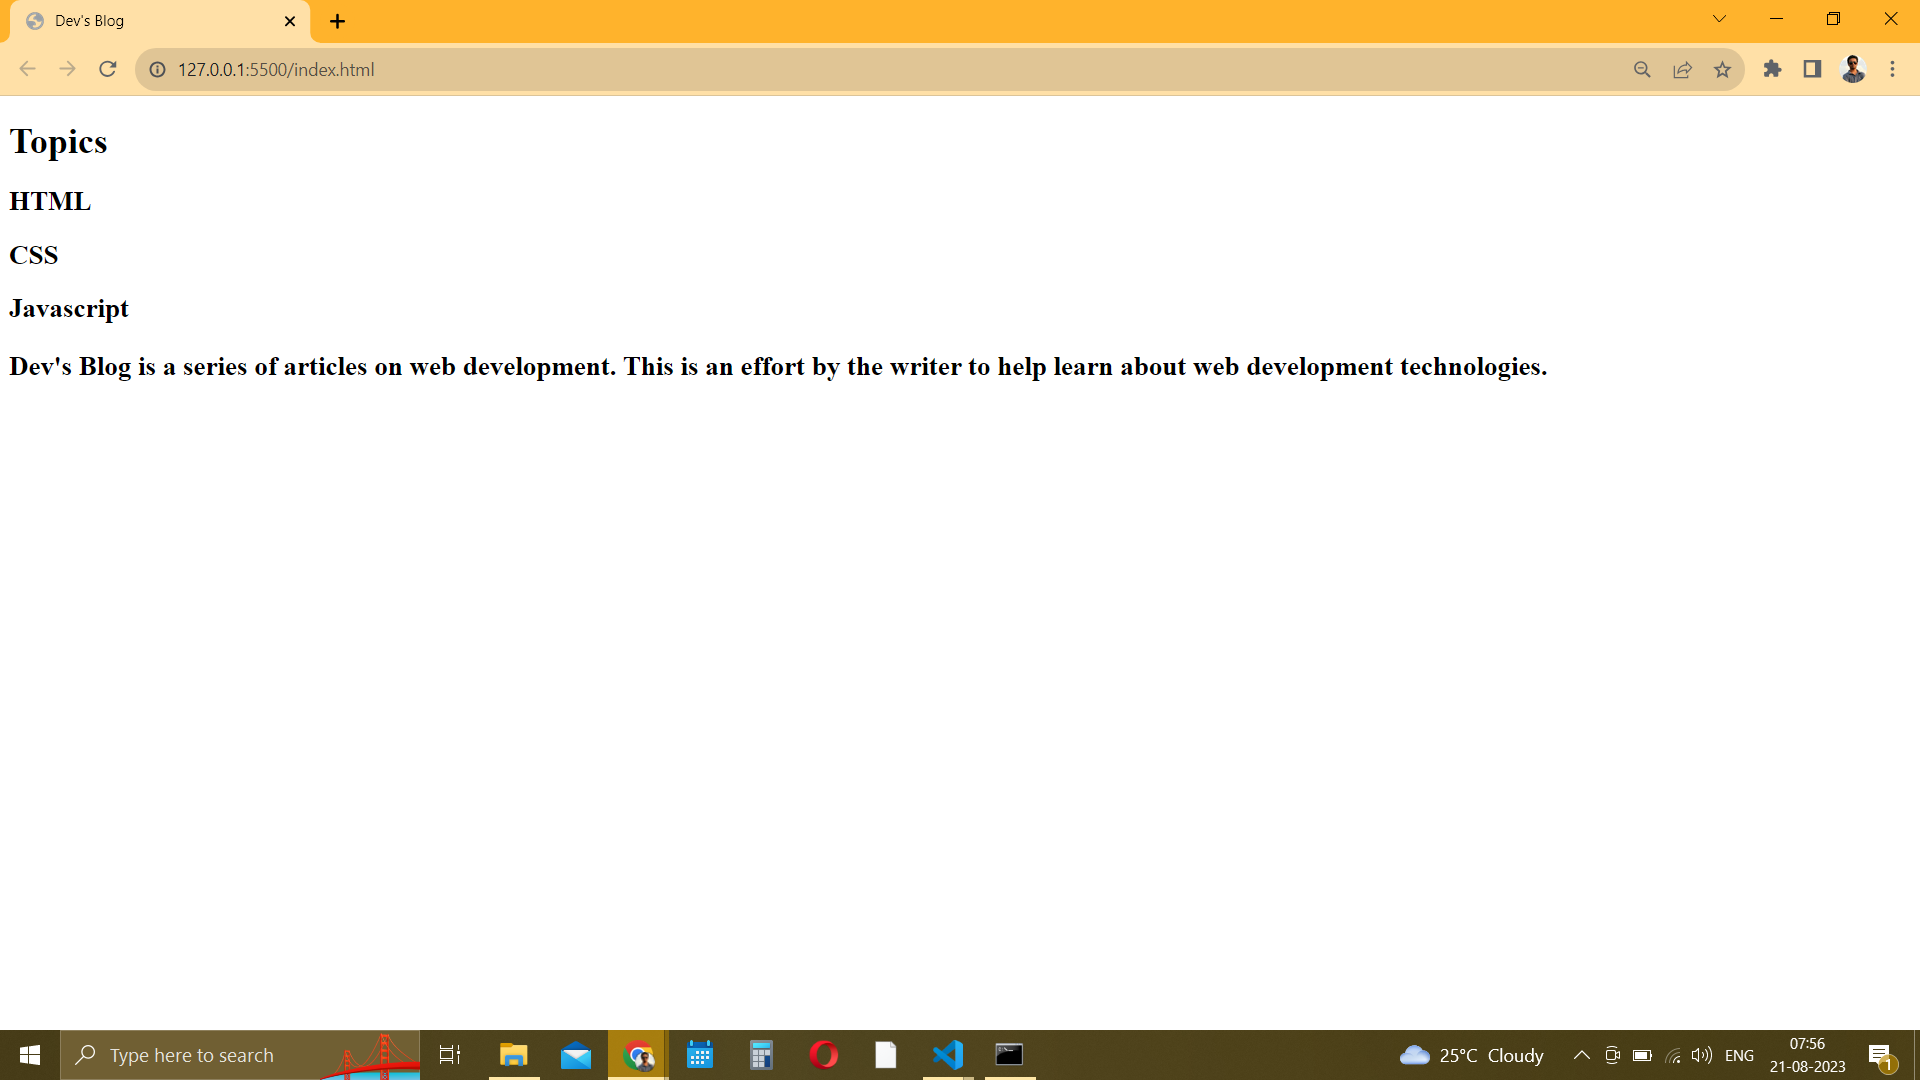 Dev's Blog
127.0.0.1:5500/index.html
Topics
HTML
CSS
Javascript
Dev's Blog is a series of articles on web development. This is an effort by the writer to help learn about web development technologies.
Type here to search
25°C Cloudy
ENG
07:56
21-08-2023
1